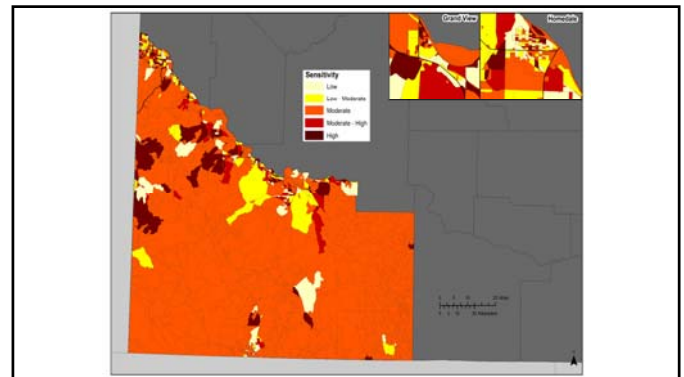 Grand View
Homedale
Sensitivity
Low
Low - Moderate
Moderate
Moderate - High
High